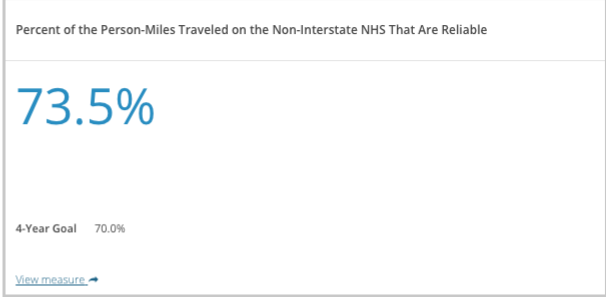 Percent of the Person-Miles Traveled on the Non-Interstate NHS That Are Reliable
73.5%
4-Year Goal 70.0%
View measure